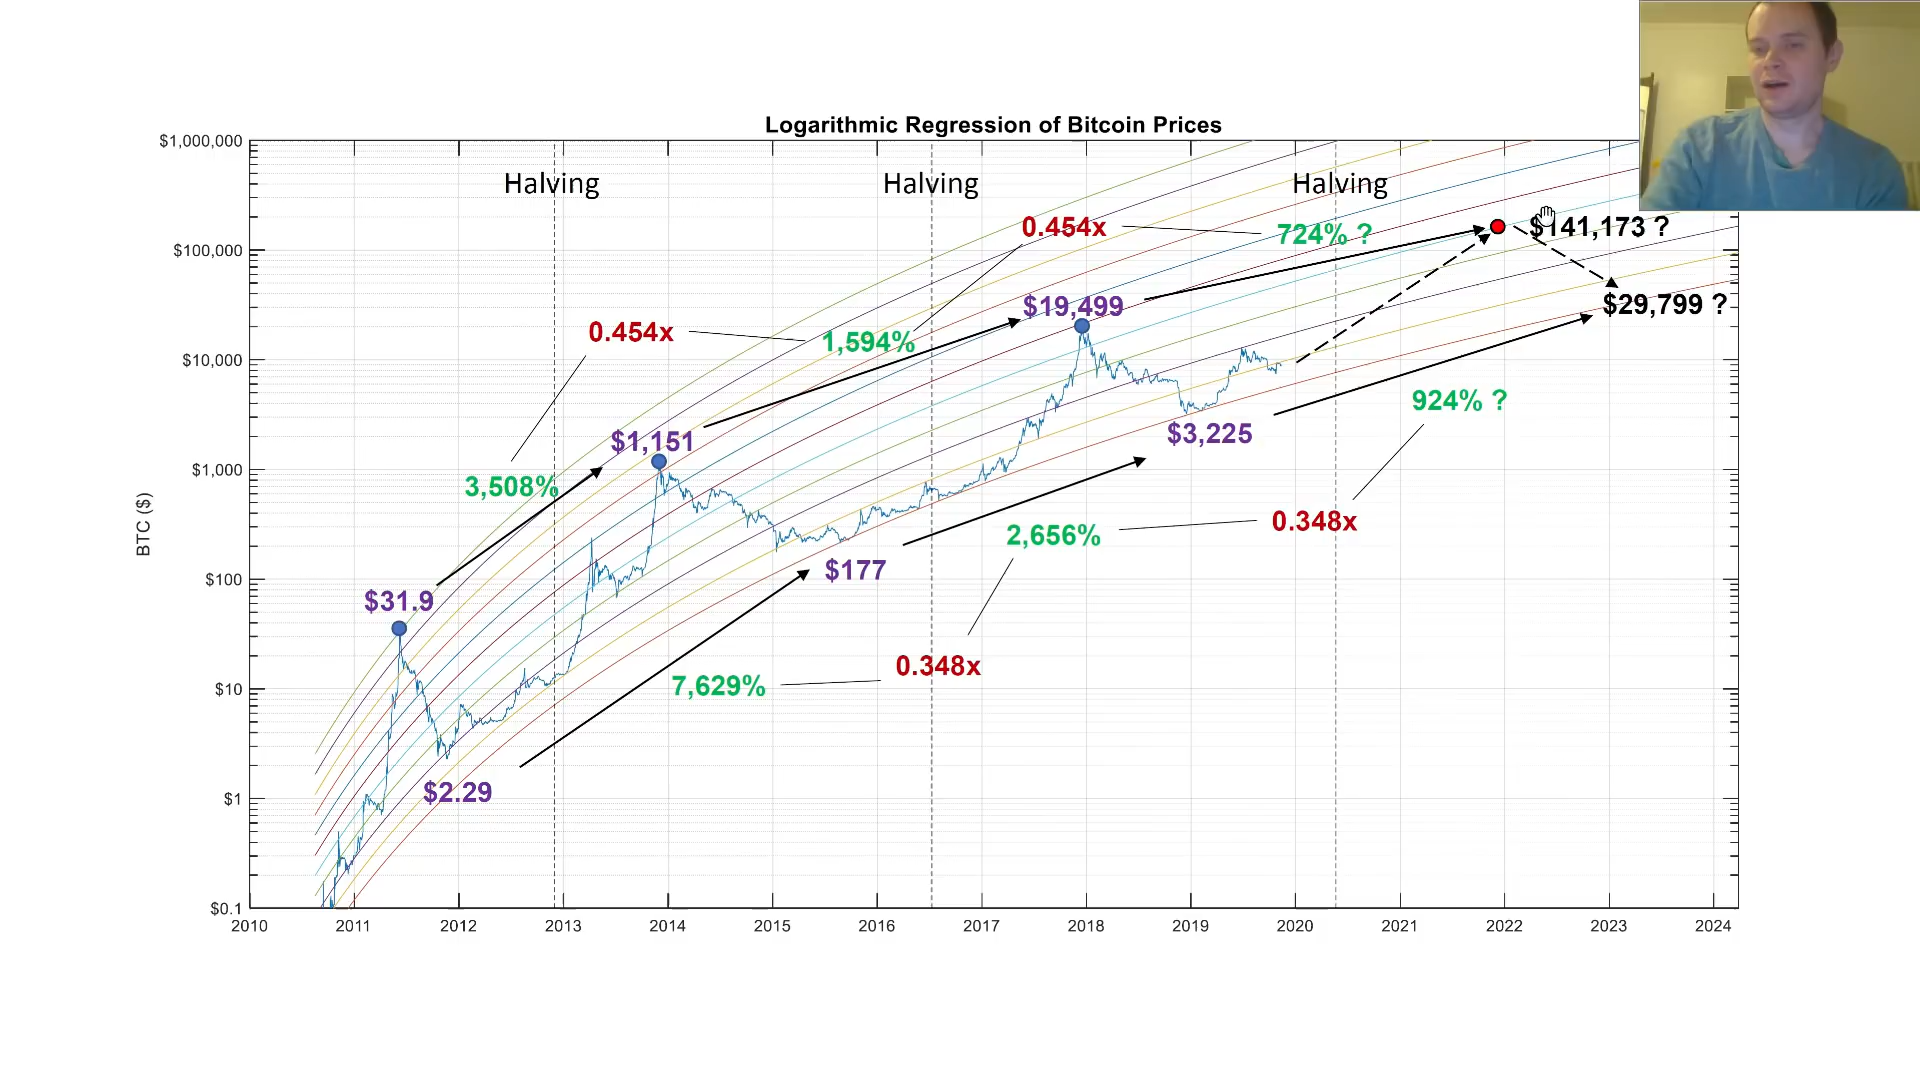 Logarithmic Regression of Bitcoin Prices
$1,000,000
Halving
Halving
Halving
0.454x
724% ?
$141,173 ?
$100,000
$19,499
$29,799 ?
0.454x
1,594%
$10,000
924% ?
$1,151
$3,225
$1,000
3,508%
BTC ($)
2,656%
0.348x
$177
$100
$31.9
0.348x
7,629%
$10
$2.29
$1
$0.1
2010 2011 2012 2013 2014 2015 2016 2017 2018 2019 2020 2021 2022 2023 2024